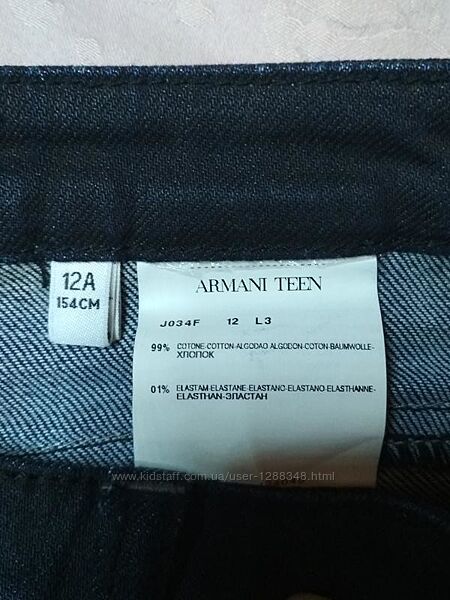 12A
154CM
ARMANI TEEN
J034F 12 L3
99% COTONE-COTTON-ALGODAO ALGODON-COTON-BAUMWOLLE-
ХЛОПОК
01% ELASTAM-ELASTANE-ELASTANO-ELASTANO-ELASTHANNE-
ELASTHAN-ЭЛАСТАН
www.kidstaff.com.ua/user-1288348.html